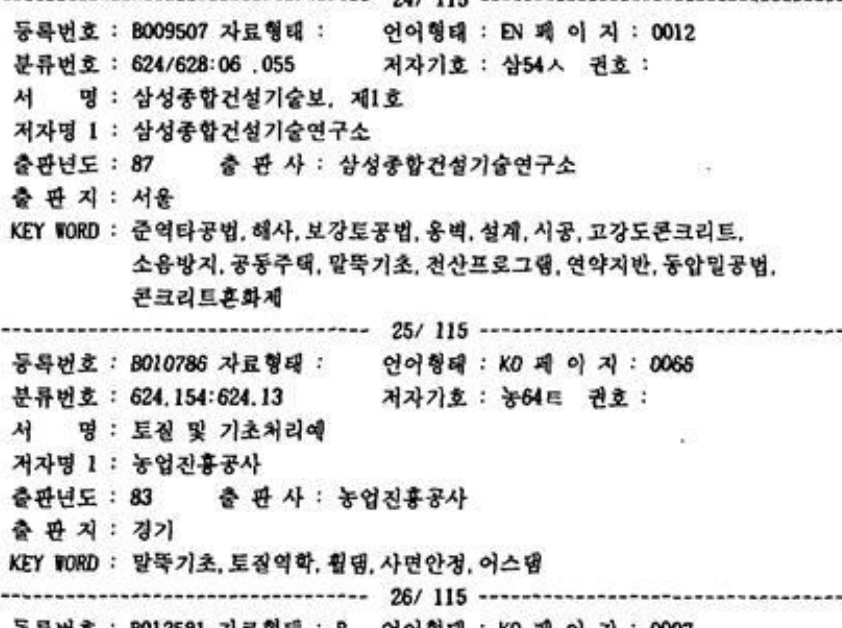 24/ 115
등록번호 : B009507 자료형태 : 언어형태 : EN 페 이 지 : 0012
분류번호 : 624/628:06 .055 저자기호 : 삼54ㅅ 권호 :
서 명 : 삼성종합건설기술보, 제1호
저자명 1 : 삼성종합건설기술연구소
출판년도 : 87 출 판 사 : 삼성종합건설기술연구소
출 판 지 : 서울
KEY WORD : 준역타공법, 해사, 보강토공법, 옹벽, 설계, 시공, 고강도콘크리트,
소음방지, 공동주택, 말뚝기초, 전산프로그램, 연약지반, 동압밀공법,
콘크리트혼화제
25/ 115
등록번호 : B010786 자료형태 : 언어형태 : KO 페 이 지 : 0066
분류번호 : 624.154:624.13 저자기호 : 농64ㅌ 권호 :
서 명 : 토질 및 기초처리예
저자명 1 : 농업진흥공사
출판년도 : 83 출 판 사 : 농업진흥공사
출 판 지 : 경기
KEY WORD : 말뚝기초, 토질역학, 휠댐, 사면안정, 어스댐
26/ 115
등록번호 : 자료형태 : B 언어형태 : KO 페 이 지 :